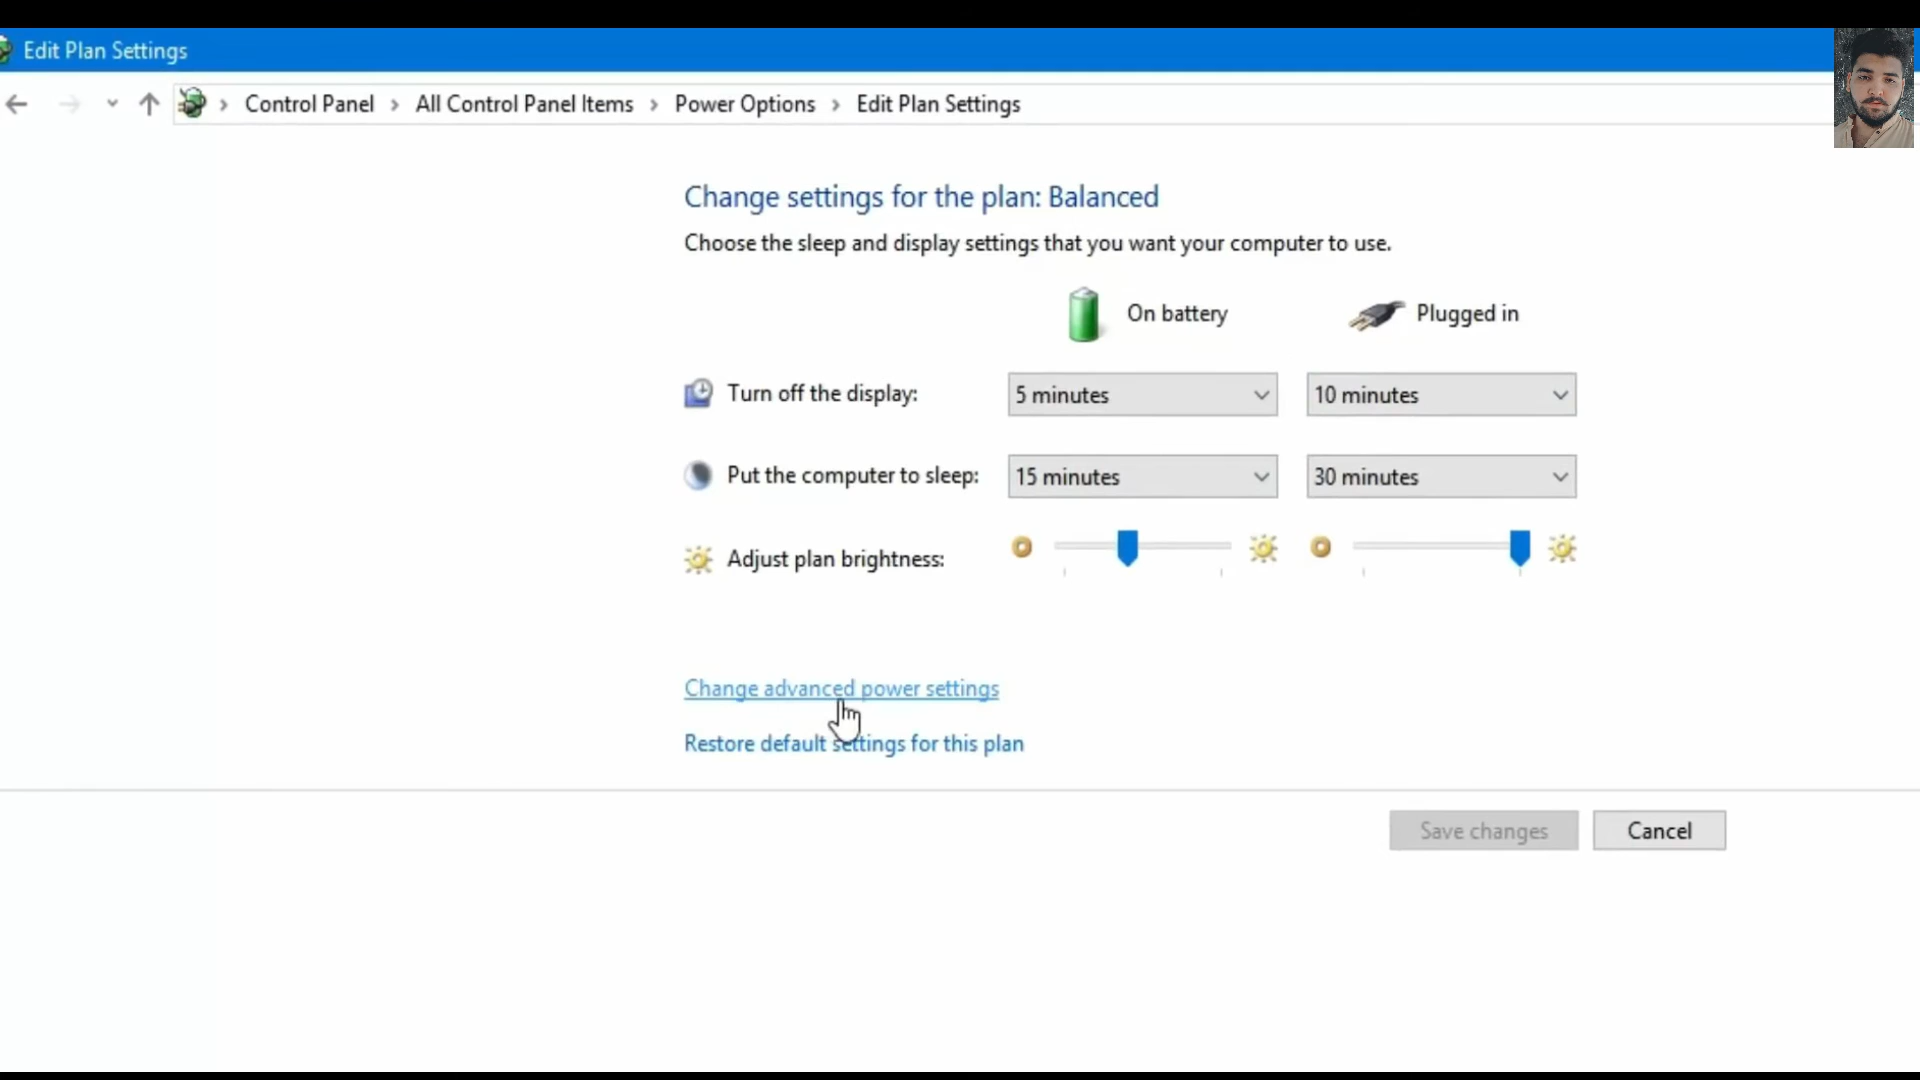 Edit Plan Settings
Control Panel › All Control Panel Items › Power Options › Edit Plan Settings
Change settings for the plan: Balanced
Choose the sleep and display settings that you want your computer to use.
On battery
Plugged in
Turn off the display: 5 minutes 10 minutes
Put the computer to sleep: 15 minutes 30 minutes
Adjust plan brightness:
Change advanced power settings
Restore default settings for this plan
Save changes Cancel